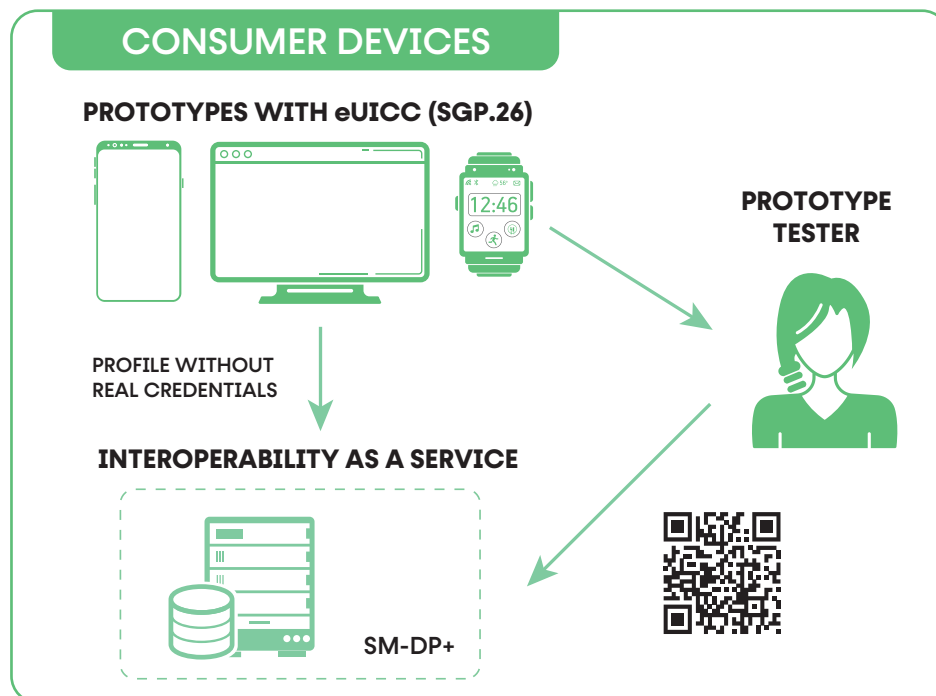 CONSUMER DEVICES
PROTOTYPES WITH eUICC (SGP.26)
58°
12:46
PROTOTYPE
TESTER
PROFILE WITHOUT
REAL CREDENTIALS
INTEROPERABILITY AS A SERVICE
SM-DP+